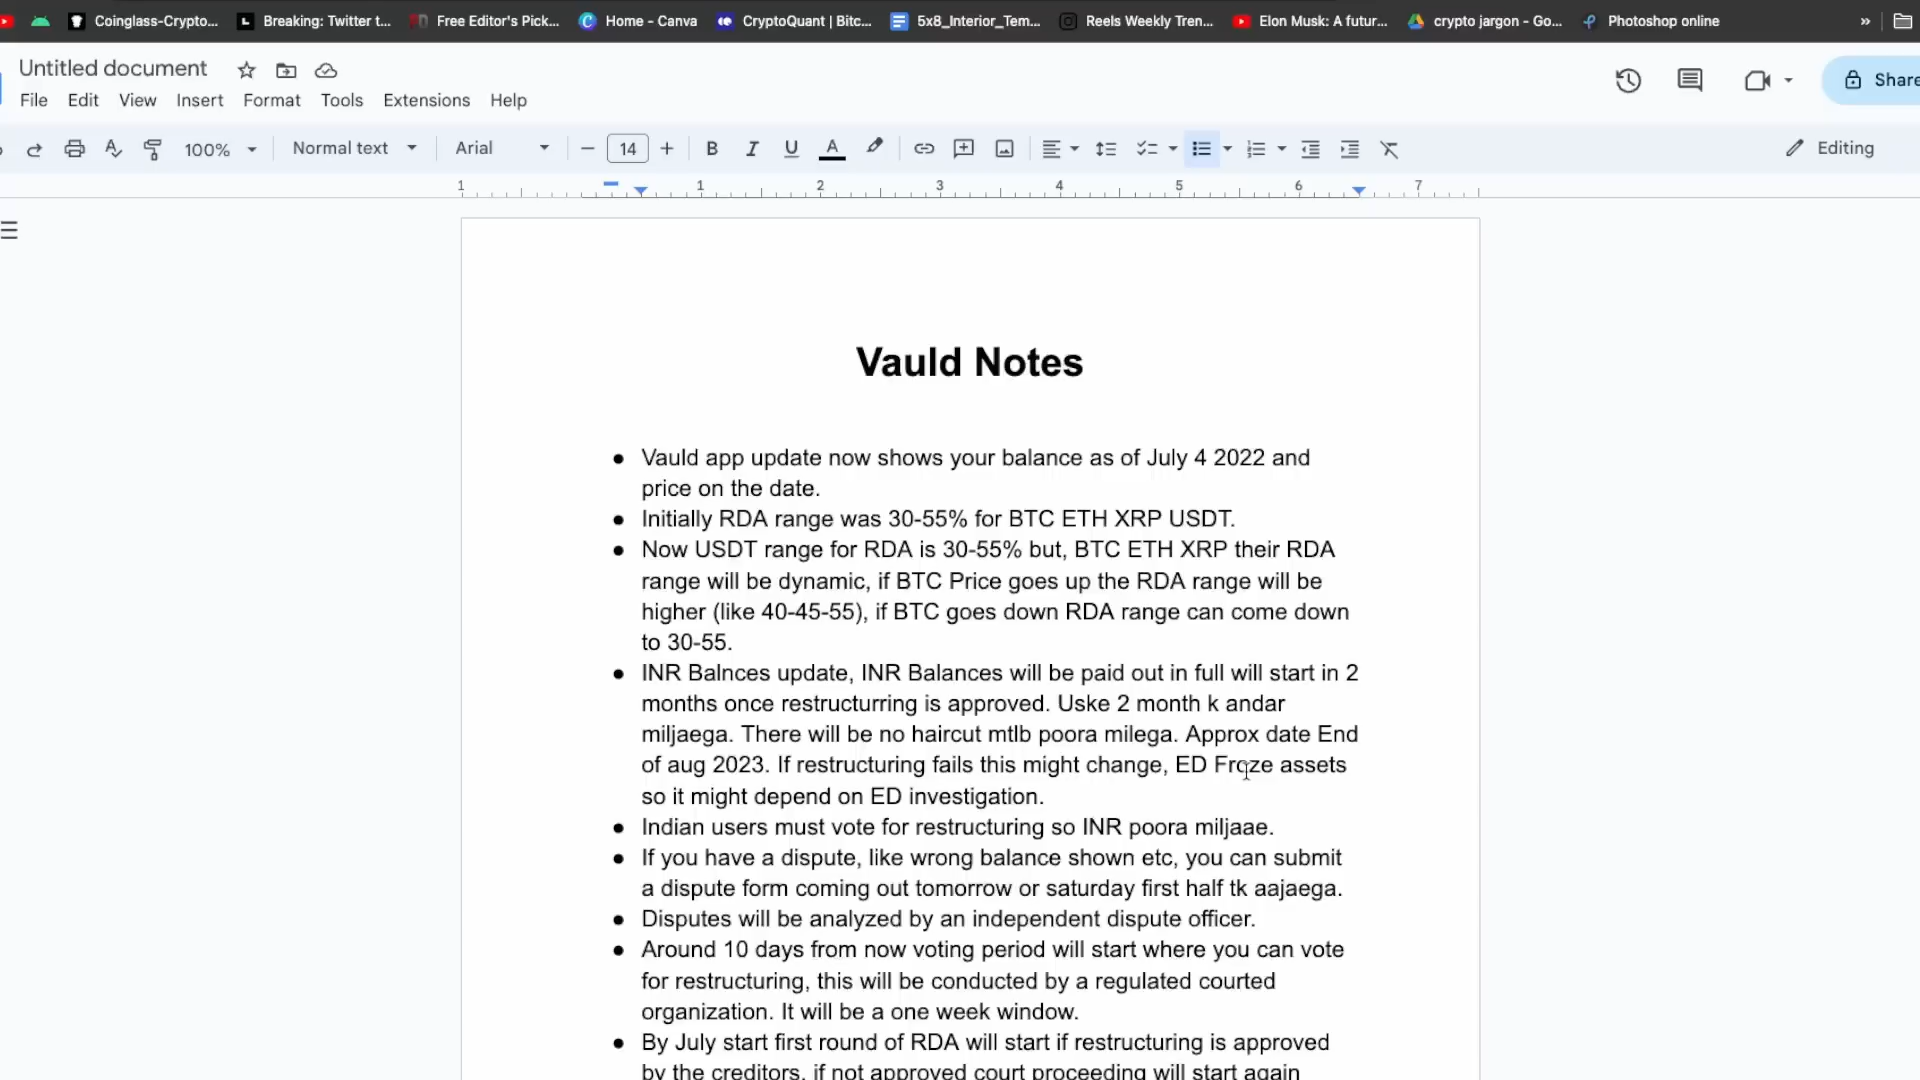 Coinglass-Crypto... Breaking: Twitter t... Free Editor's Pick... Home - Canva CryptoQuant | Bitc... 5x8_Interior_Tem... Reels Weekly Tren... Elon Musk: A futur... crypto jargon - Go... Photoshop online »
Untitled document
File Edit View Insert Format Tools Extensions Help
Share
100% Normal text Arial 14 B I U A Editing
1 1 2 3 4 5 6 7
Vauld Notes
● Vauld app update now shows your balance as of July 4 2022 and
price on the date.
● Initially RDA range was 30-55% for BTC ETH XRP USDT.
● Now USDT range for RDA is 30-55% but, BTC ETH XRP their RDA
range will be dynamic, if BTC Price goes up the RDA range will be
higher (like 40-45-55), if BTC goes down RDA range can come down
to 30-55.
● INR Balnces update, INR Balances will be paid out in full will start in 2
months once restructurring is approved. Uske 2 month k andar
miljaega. There will be no haircut mtlb poora milega. Approx date End
of aug 2023. If restructuring fails this might change, ED Froze assets
so it might depend on ED investigation.
● Indian users must vote for restructuring so INR poora miljaae.
● If you have a dispute, like wrong balance shown etc, you can submit
a dispute form coming out tomorrow or saturday first half tk aajaega.
● Disputes will be analyzed by an independent dispute officer.
● Around 10 days from now voting period will start where you can vote
for restructuring, this will be conducted by a regulated courted
organization. It will be a one week window.
● By July start first round of RDA will start if restructuring is approved
by the creditors, if not approved court proceeding will start again